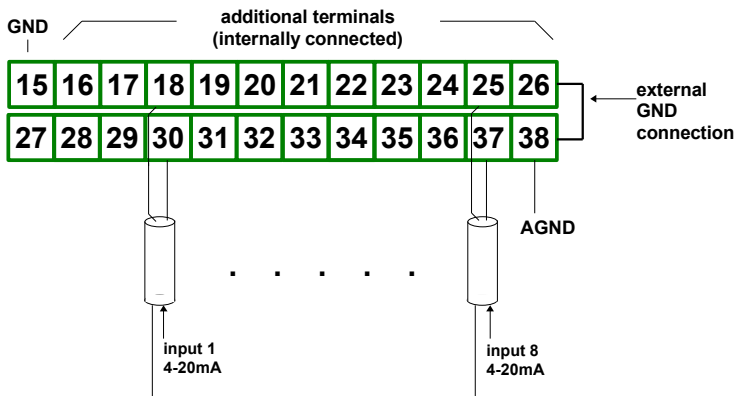 additional terminals
(internally connected)
GND
15 16 17 18 19 20 21 22 23 24 25 26
27 28 29 30 31 32 33 34 35 36 37 38
external
GND
connection
AGND
. . . . .
input 1
4-20mA
input 8
4-20mA